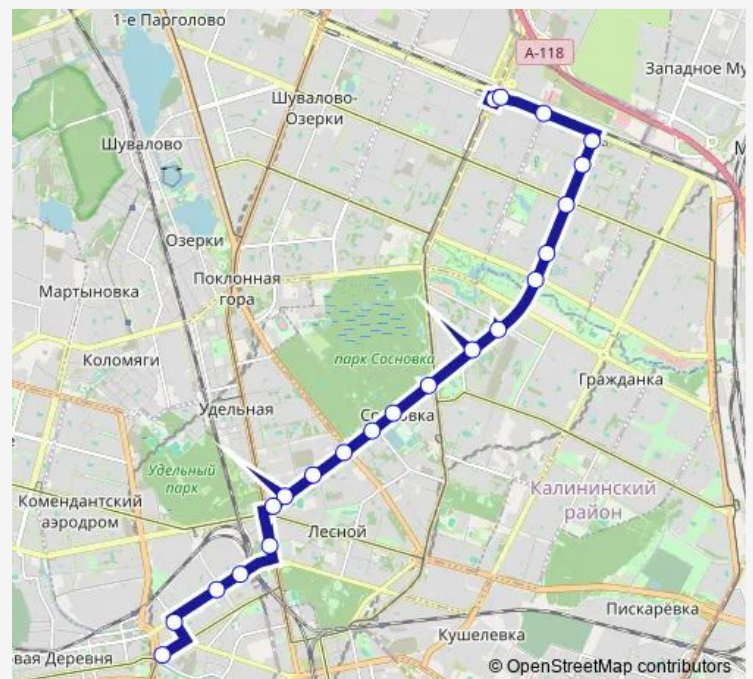 1-е Парголово
А-118
Западное Му
Шувалово-
Озерки
Шувалово
М
Озерки
Поклонная
гора
Мартыновка
парк Сосновка
Коломяги
Гражданка
Удельная
Удельный
парк
Калининский
район
Комендантский
аэродром
Лесной
Пискарёвка
Кушелевка
вая Деревня
© OpenStreetMap contributors